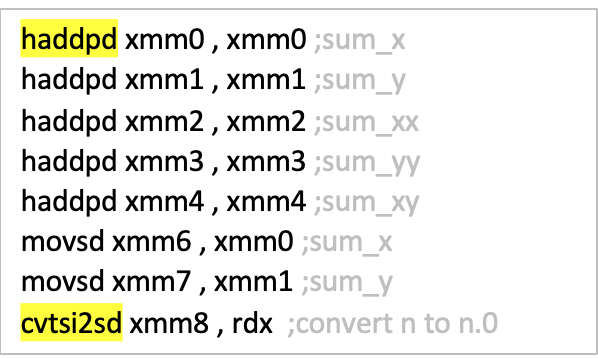 haddpd xmm0 , xmm0 ;sum_x
haddpd xmm1 , xmm1 ;sum_y
haddpd xmm2 , xmm2 ;sum_xx
haddpd xmm3 , xmm3 ;sum_yy
haddpd xmm4 , xmm4 ;sum_xy
movsd xmm6 , xmm0 ;sum_x
movsd xmm7 , xmm1 ;sum_y
cvtsi2sd xmm8 , rdx  ;convert n to n.0